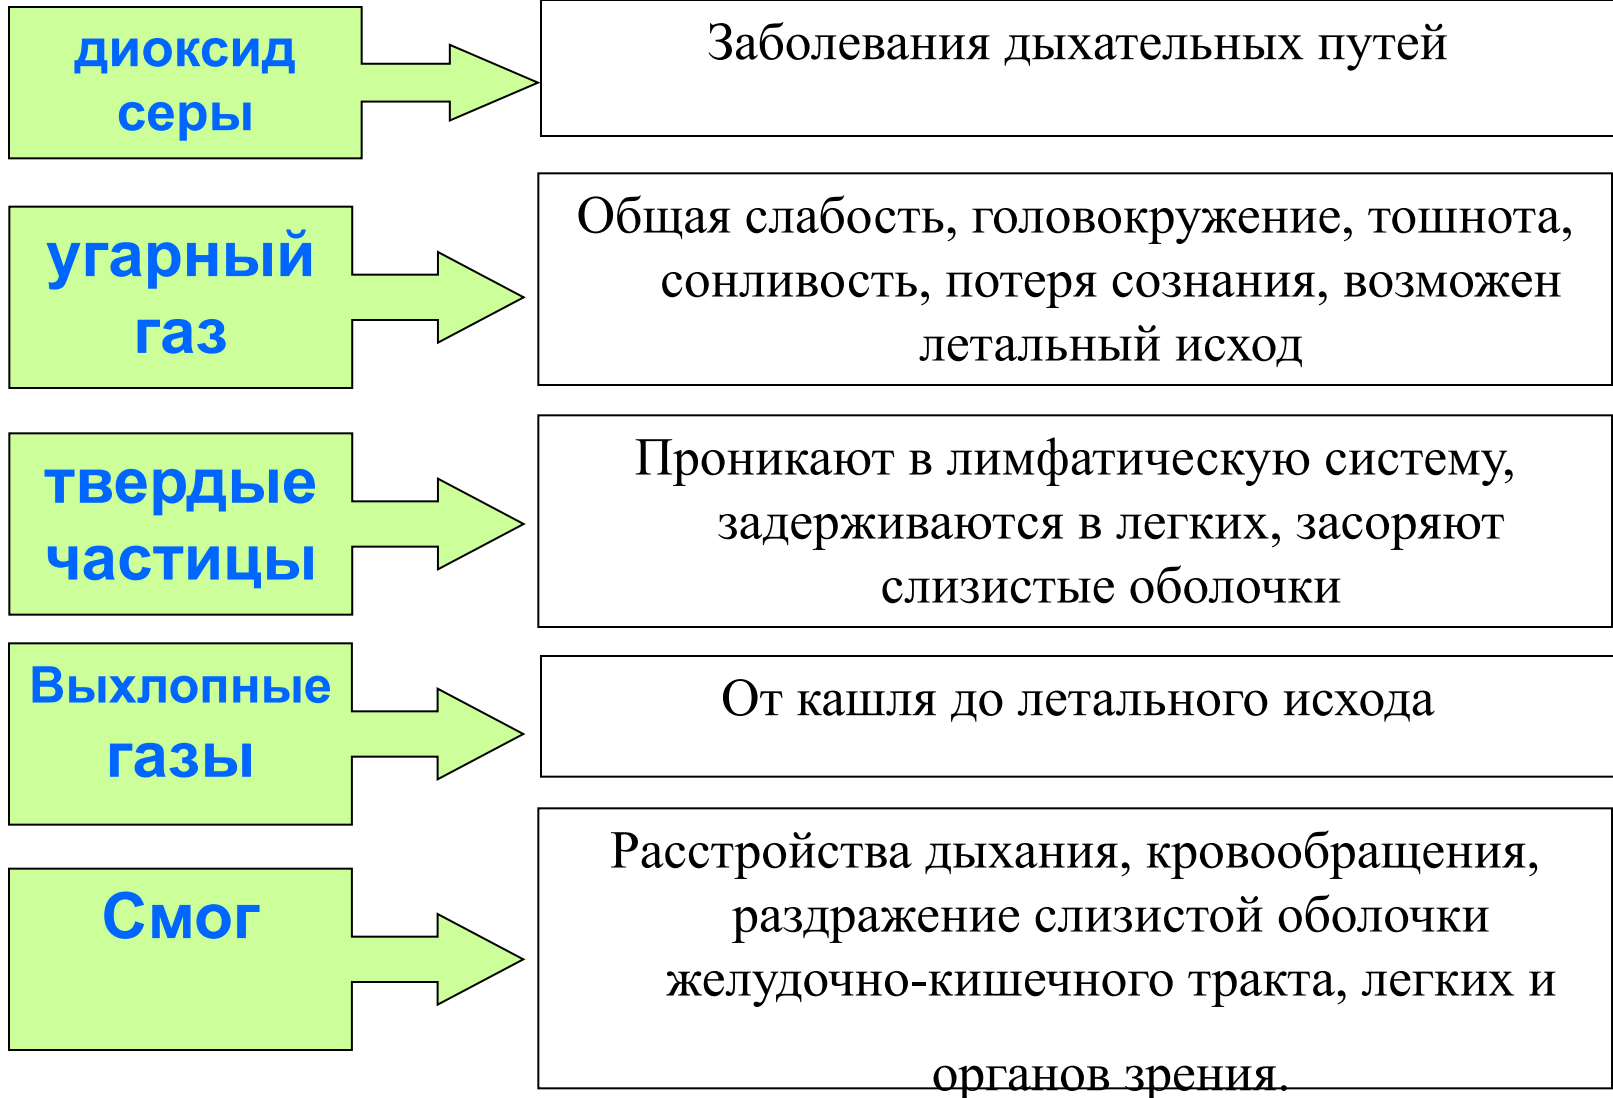 диоксид
серы
Заболевания дыхательных путей
угарный
газ
Общая слабость, головокружение, тошнота,
сонливость, потеря сознания, возможен
летальный исход
твердые
частицы
Проникают в лимфатическую систему,
задерживаются в легких, засоряют
слизистые оболочки
Выхлопные
газы
От кашля до летального исхода
Смог
Расстройства дыхания, кровообращения,
раздражение слизистой оболочки
желудочно-кишечного тракта, легких и
органов зрения.